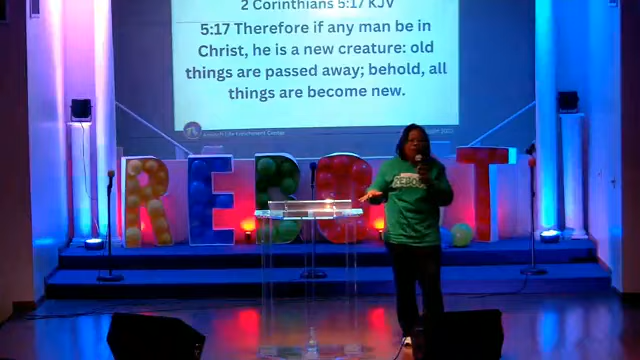 2 Corinthians 5:17 KJV
5:17 Therefore if any man be in
Christ, he is a new creature: old
things are passed away; behold, all
things are become new.
REBOOT
REBOOT